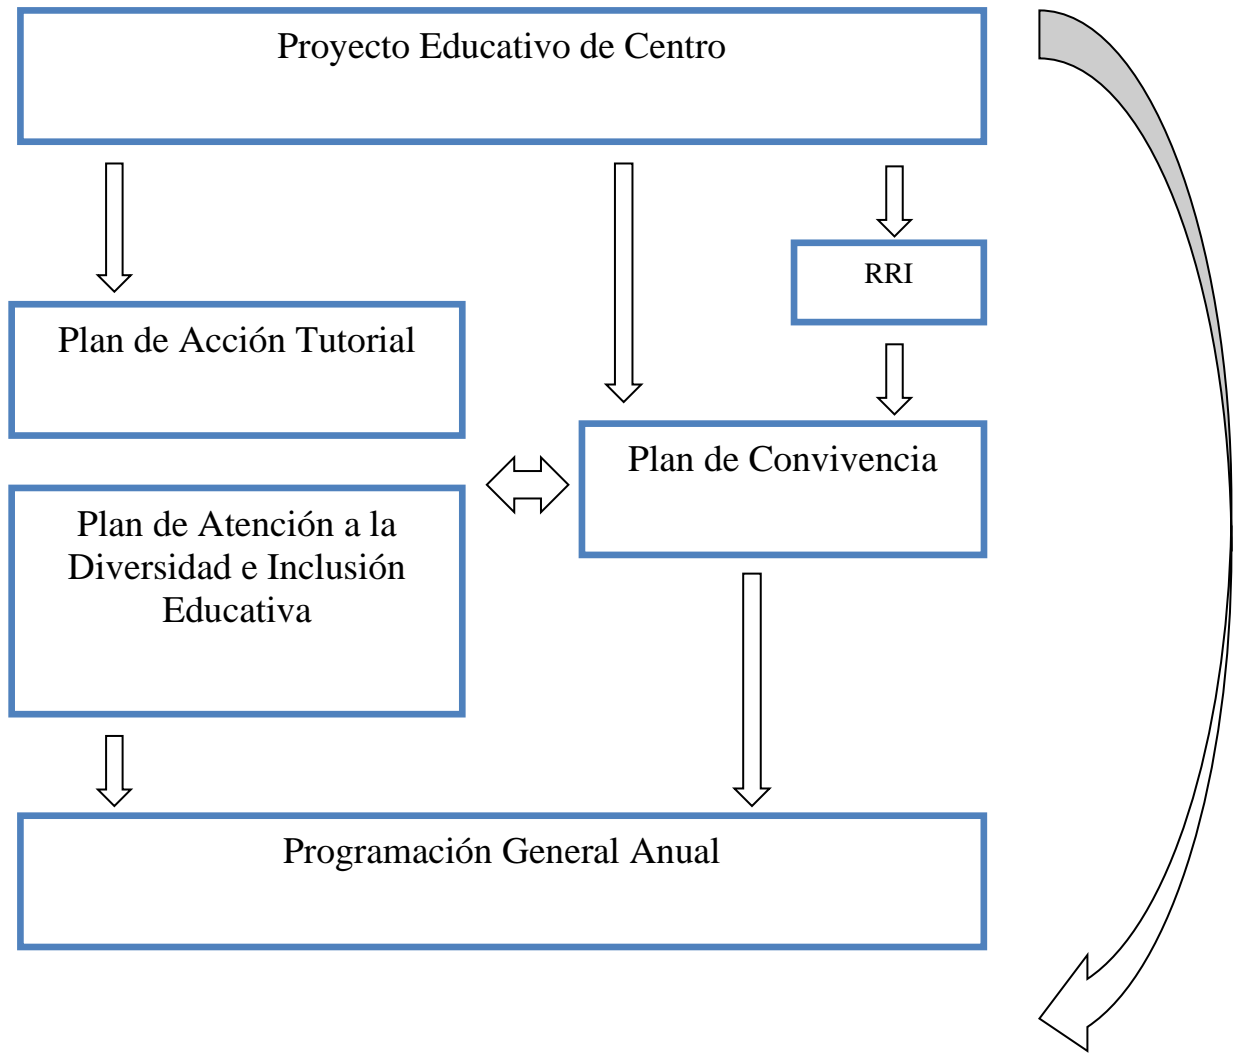 Proyecto Educativo de Centro
RRI
Plan de Acción Tutorial
Plan de Convivencia
Plan de Atención a la
Diversidad e Inclusión
Educativa
Programación General Anual